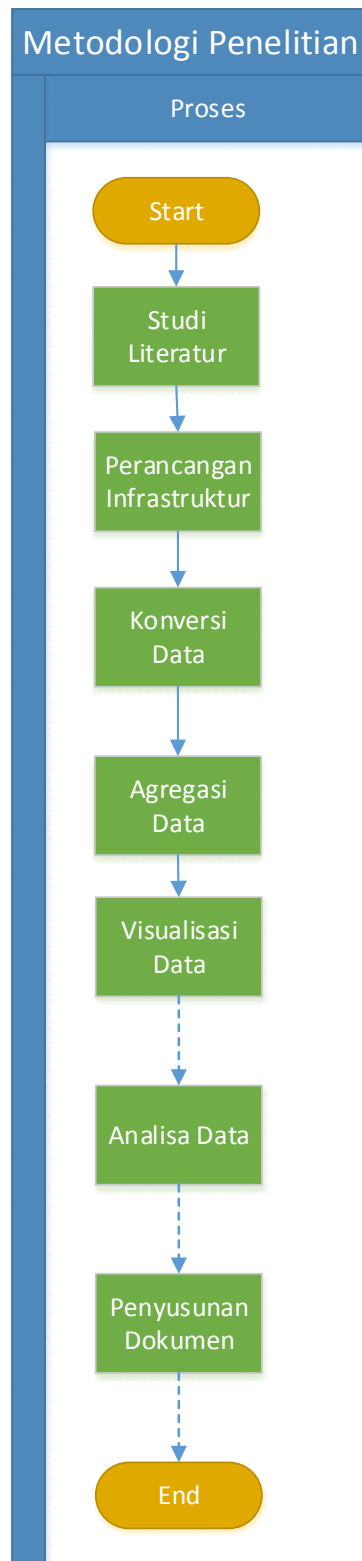 Metodologi Penelitian
Proses
Start
Studi
Literatur
Perancangan
Infrastruktur
Konversi
Data
Agregasi
Data
Visualisasi
Data
Analisa Data
Penyusunan
Dokumen
End